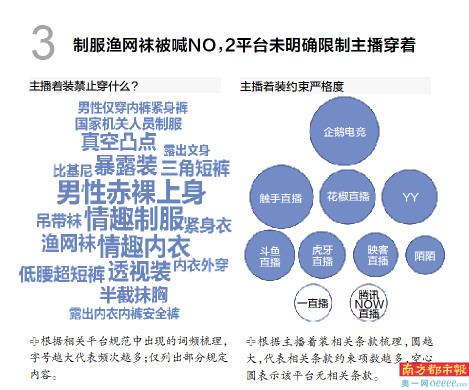 3 制服渔网袜被喊NO，2平台未明确限制主播穿着
主播着装禁止穿什么？
男性仅穿内裤紧身裤
国家机关人员制服
真空凸点 露出文身
比基尼 暴露装 三角短裤
男性赤裸上身
吊带袜 情趣制服 紧身衣
渔网袜 情趣内衣
低腰超短裤 透视装 内衣外穿
半截抹胸
露出内衣内裤安全裤
根据相关平台规范中出现的词频梳理，
字号越大代表频次越多；仅列出部分规定
内容。
主播着装约束严格度
企鹅电竞
触手直播 花椒直播 YY
斗鱼
直播
虎牙
直播
映客
直播
陌陌
一直播
腾讯
NOW
直播
根据主播着装相关条款梳理，圆越
大，代表相关条款约束项数越多，空心
圆表示该平台无相关条款。
南方都市报
奥一网oeeee.com